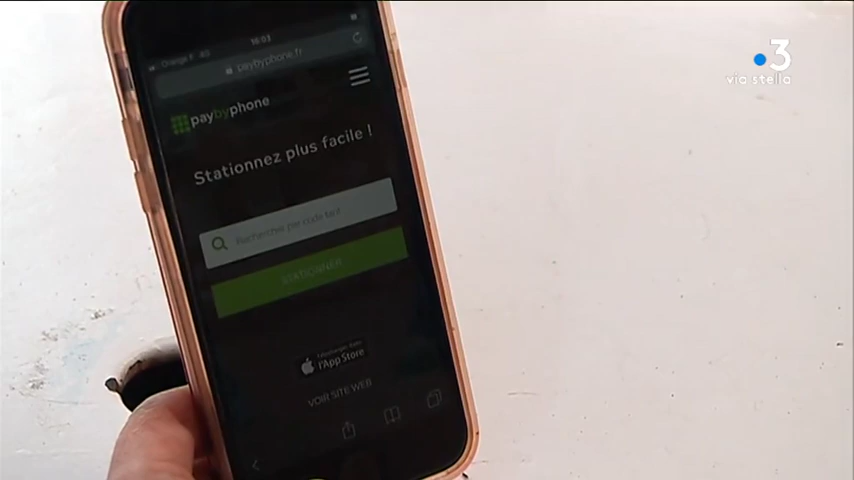 3
via stella
Orange F 4G
16:03
paybyphone.fr
paybyphone
Stationnez plus facile !
Rechercher par code tarif
STATIONNER
Télécharger dans
l'App Store
VOIR SITE WEB